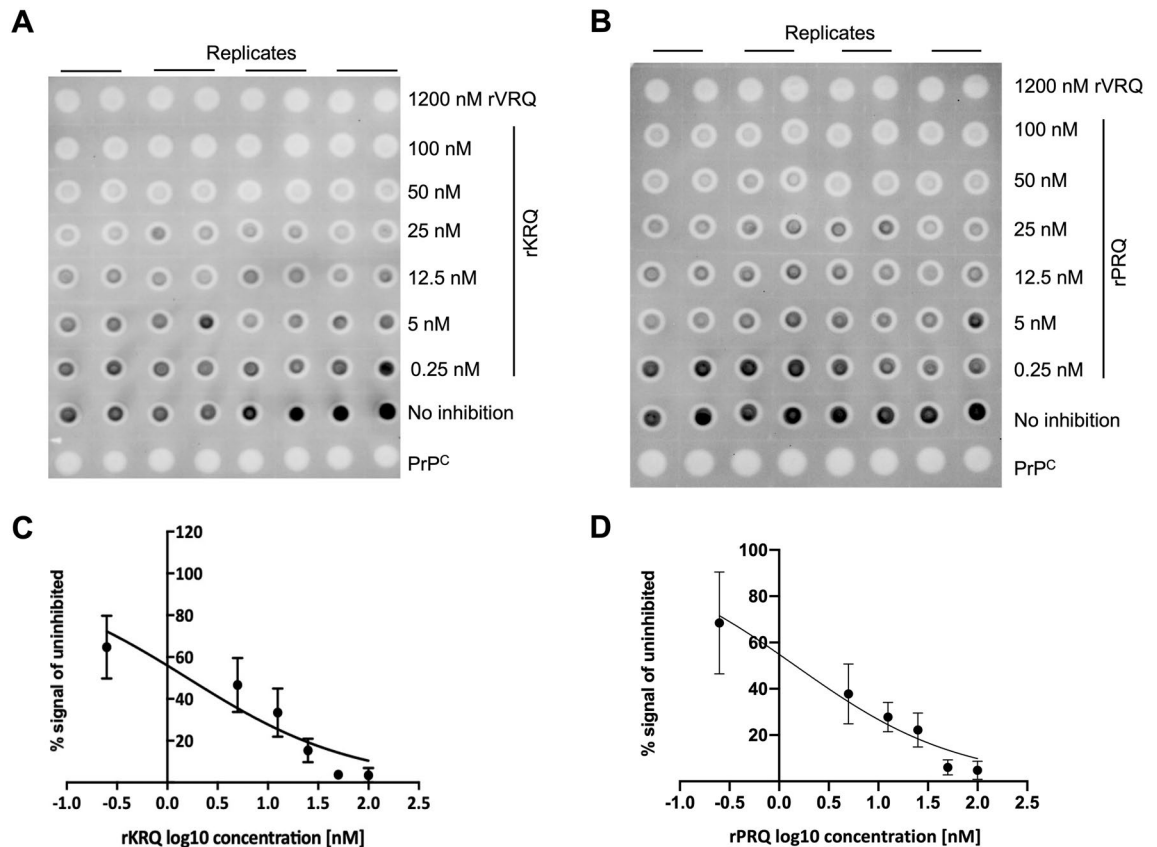 A
Replicates
1200 nM rVRQ
100 nM
50 nM
25 nM
12.5 nM
5 nM
0.25 nM
rKRQ
No inhibition
PrPC
B
Replicates
1200 nM rVRQ
100 nM
50 nM
25 nM
12.5 nM
5 nM
0.25 nM
rPRQ
No inhibition
PrPC
C
% signal of uninhibited
120
100
80
60
40
20
-1.0 -0.5 0.0 0.5 1.0 1.5 2.0 2.5
rKRQ log10 concentration [nM]
D
% signal of uninhibited
100
80
60
40
20
-1.0 -0.5 0.0 0.5 1.0 1.5 2.0 2.5
rPRQ log10 concentration [nM]